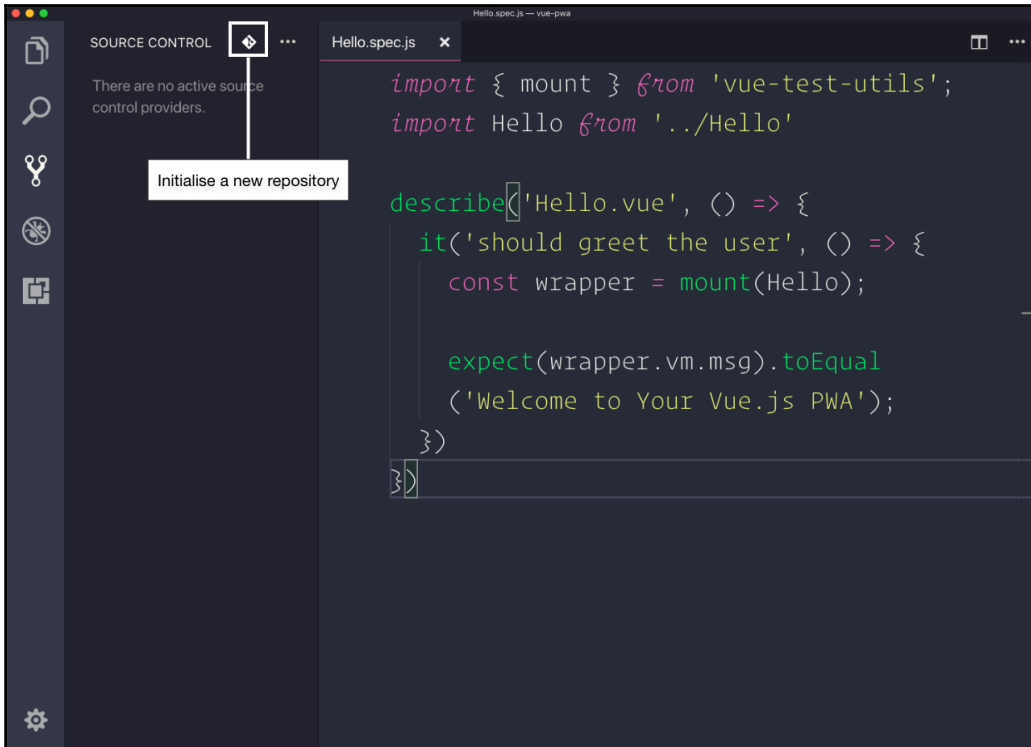 Hello.spec.js — vue-pwa
SOURCE CONTROL
There are no active source
control providers.
Initialise a new repository
Hello.spec.js
import { mount } from 'vue-test-utils';
import Hello from '../Hello'
describe('Hello.vue', () => {
it('should greet the user', () => {
const wrapper = mount(Hello);
expect(wrapper.vm.msg).toEqual
('Welcome to Your Vue.js PWA');
})
})